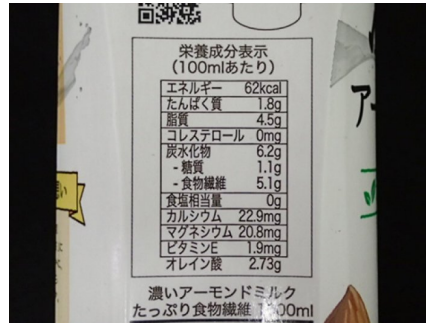 栄養成分表示
(100mlあたり)
エネルギー 62kcal
たんぱく質 1.8g
脂質 4.5g
コレステロール 0mg
炭水化物 6.2g
- 糖質 1.1g
- 食物繊維 5.1g
食塩相当量 0g
カルシウム 22.9mg
マグネシウム 20.8mg
ビタミンE 1.9mg
オレイン酸 2.73g
濃いアーモンドミルク
たっぷり食物繊維
ア